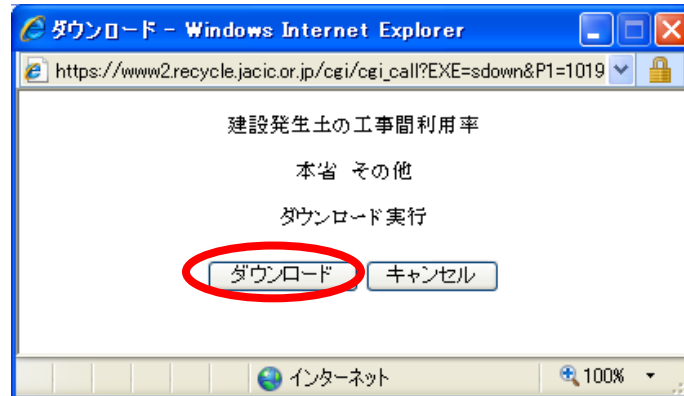 ダウンロード - Windows Internet Explorer
https://www2.recycle.jacic.or.jp/cgi/cgi_call?EXE=sdown&P1=1019
建設発生土の工事間利用率
本省 その他
ダウンロード実行
ダウンロード キャンセル
インターネット 100%